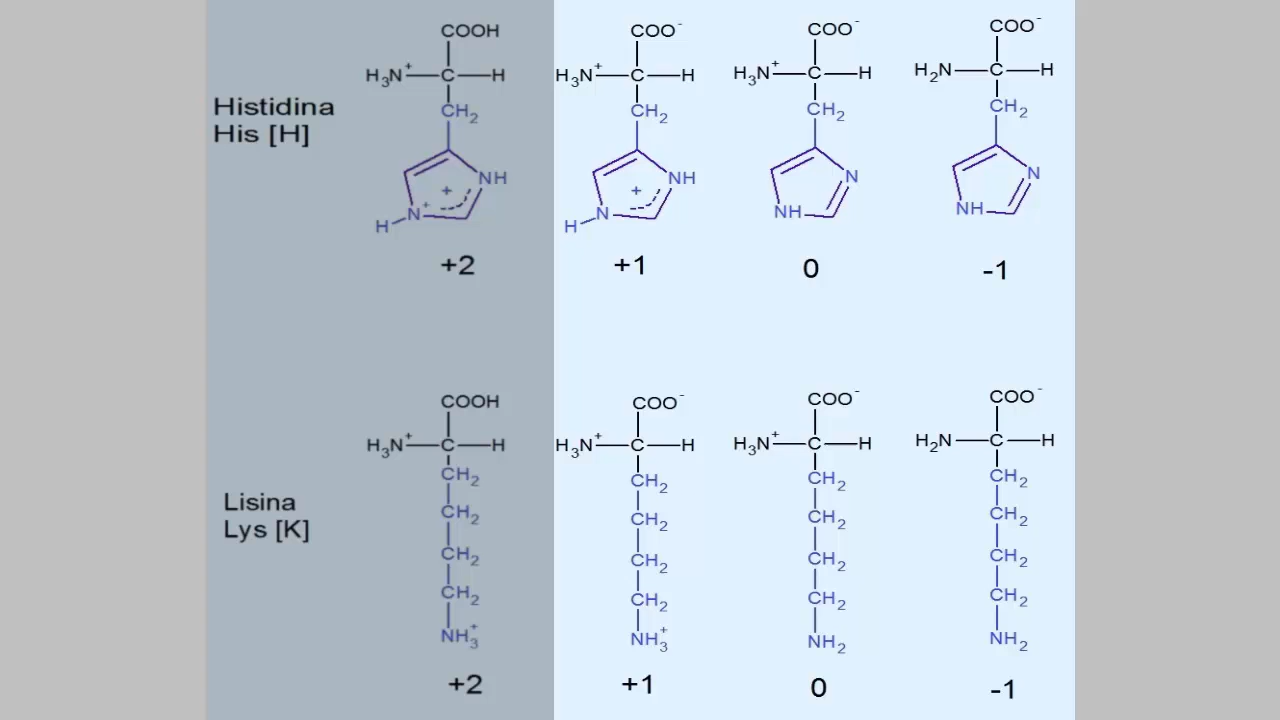 COOH COO⁻ COO⁻ COO⁻
H₃N⁺ C H H₃N⁺ C H H₃N⁺ C H H₂N C H
Histidina CH₂ CH₂ CH₂ CH₂
His [H]
NH NH N N
H N⁺ + H N + NH NH
+2 +1 0 -1
COOH COO⁻ COO⁻ COO⁻
H₃N⁺ C H H₃N⁺ C H H₃N⁺ C H H₂N C H
CH₂ CH₂ CH₂ CH₂
Lisina CH₂ CH₂ CH₂ CH₂
Lys [K]
CH₂ CH₂ CH₂ CH₂
CH₂ CH₂ CH₂ CH₂
NH₃⁺ NH₃⁺ NH₂ NH₂
+2 +1 0 -1